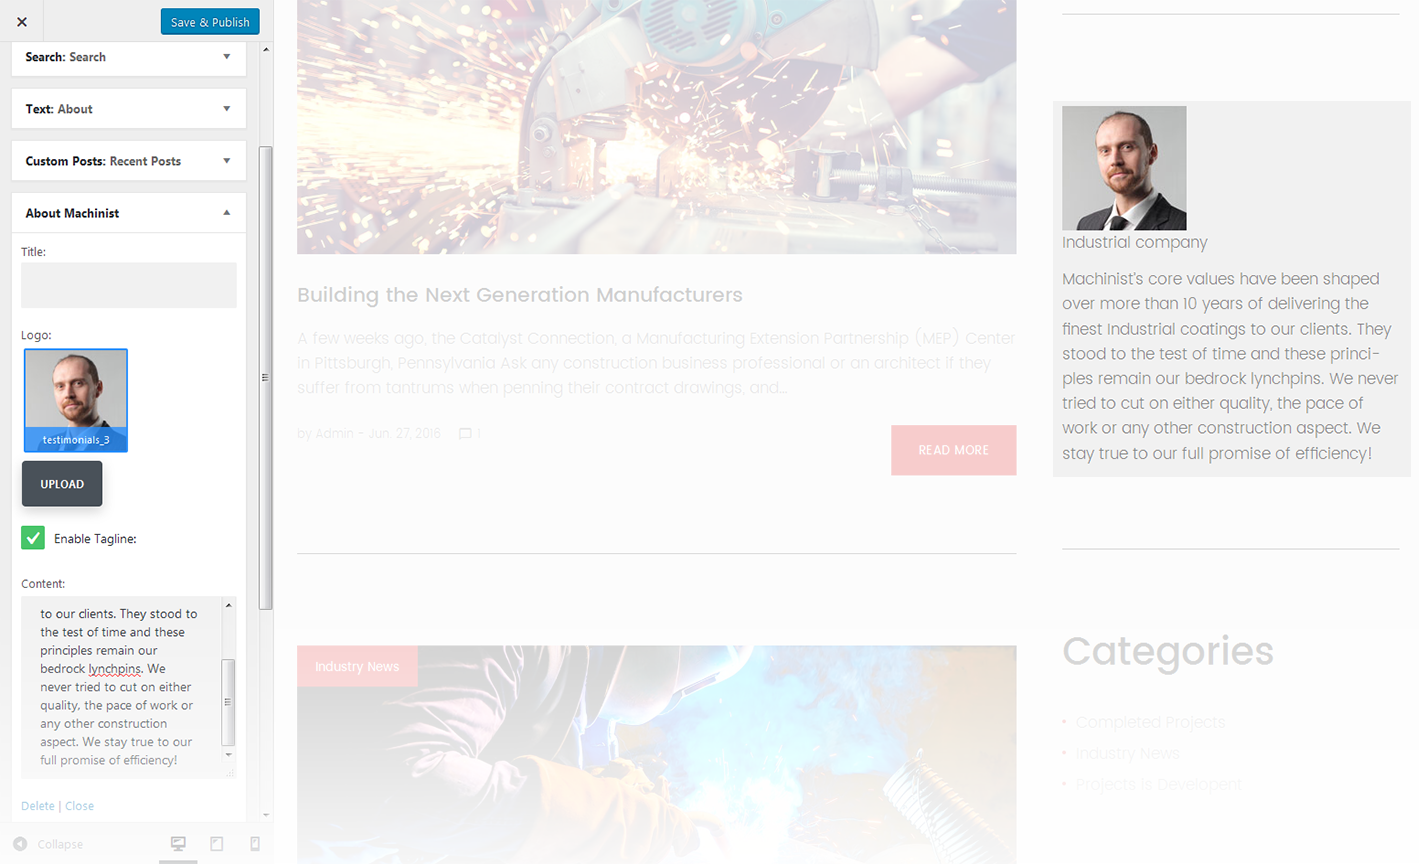 Save & Publish
Search: Search
Text: About
Custom Posts: Recent Posts
About Machinist
Title:
Logo:
testimonials_3
UPLOAD
Enable Tagline:
Content:
to our clients. They stood to
the test of time and these
principles remain our
bedrock lynchpins. We
never tried to cut on either
quality, the pace of work or
any other construction
aspect. We stay true to our
full promise of efficiency!
Delete | Close
Collapse
Building the Next Generation Manufacturers
A few weeks ago, the Catalyst Connection, a Manufacturing Extension Partnership (MEP) Center
in Pittsburgh, Pennsylvania Ask any construction business professional or an architect if they
suffer from tantrums when penning their contract drawings, and...
by Admin - Jun. 27, 2016 1
READ MORE
Industry News
Industrial company
Machinist's core values have been shaped
over more than 10 years of delivering the
finest Industrial coatings to our clients. They
stood to the test of time and these princi-
ples remain our bedrock lynchpins. We never
tried to cut on either quality, the pace of
work or any other construction aspect. We
stay true to our full promise of efficiency!
Categories
• Completed Projects
• Industry News
• Projects Is Development